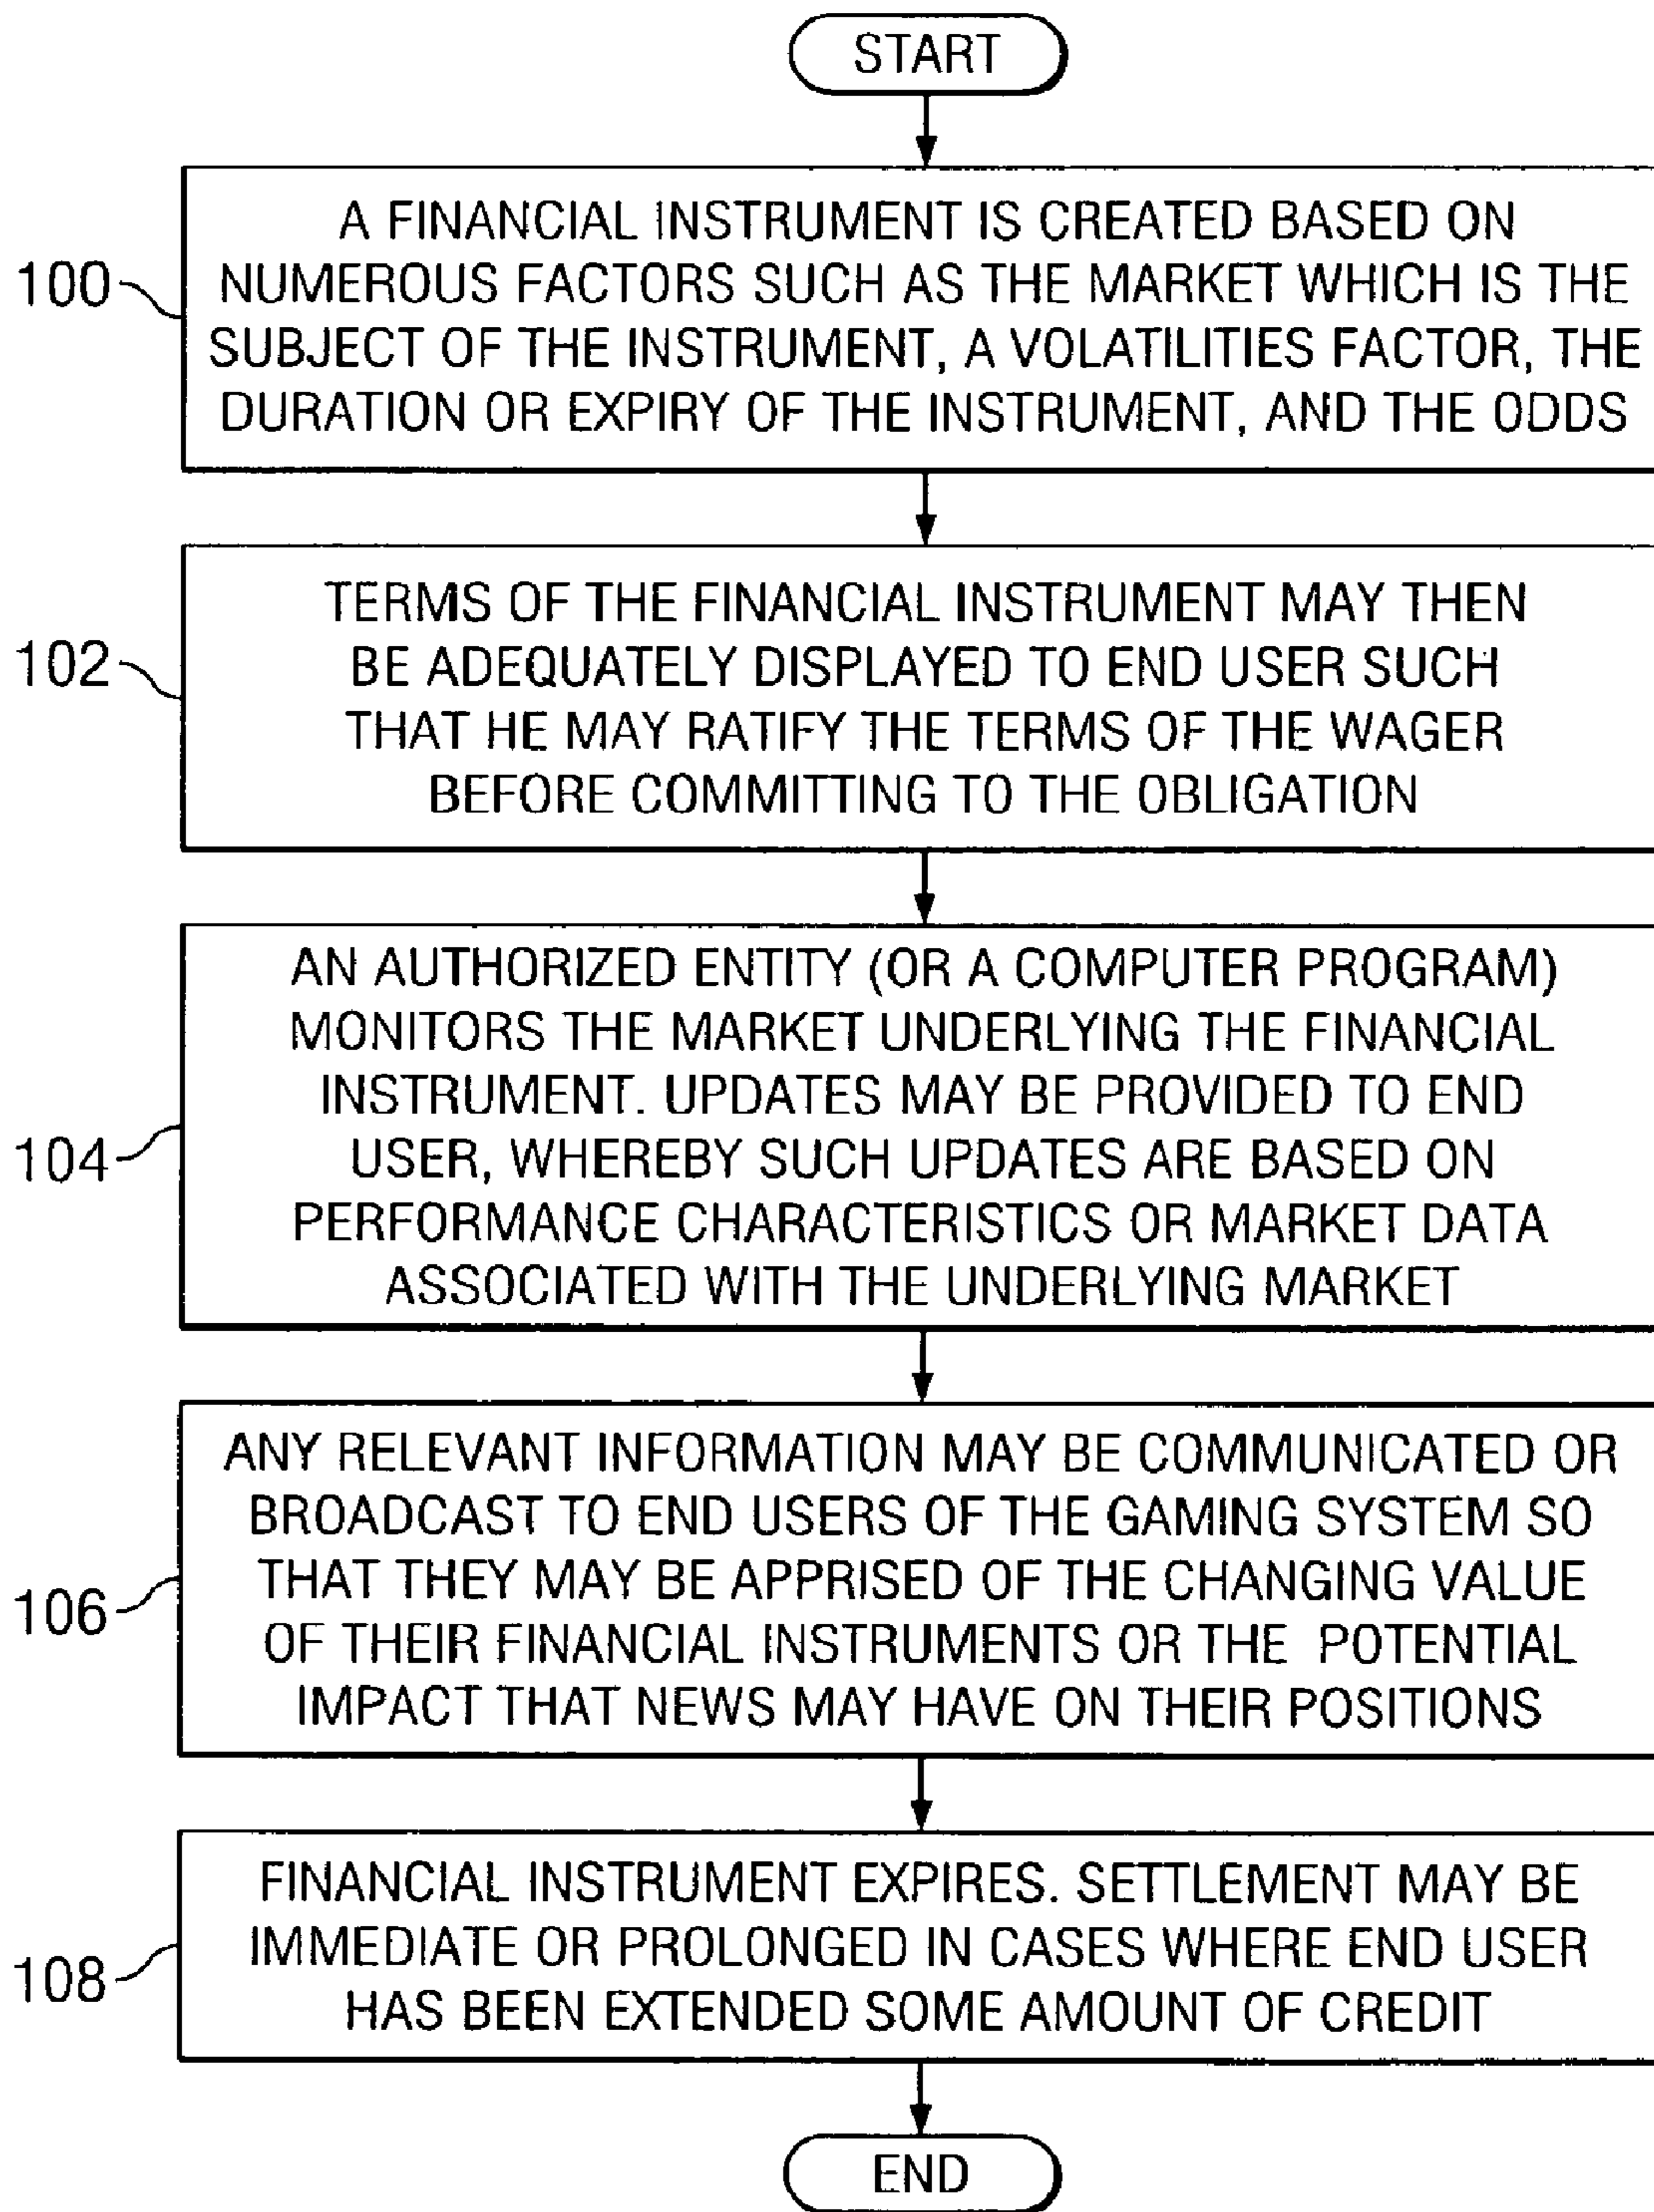 START
100
A FINANCIAL INSTRUMENT IS CREATED BASED ON
NUMEROUS FACTORS SUCH AS THE MARKET WHICH IS THE
SUBJECT OF THE INSTRUMENT, A VOLATILITIES FACTOR, THE
DURATION OR EXPIRY OF THE INSTRUMENT, AND THE ODDS
102
TERMS OF THE FINANCIAL INSTRUMENT MAY THEN
BE ADEQUATELY DISPLAYED TO END USER SUCH
THAT HE MAY RATIFY THE TERMS OF THE WAGER
BEFORE COMMITTING TO THE OBLIGATION
104
AN AUTHORIZED ENTITY (OR A COMPUTER PROGRAM)
MONITORS THE MARKET UNDERLYING THE FINANCIAL
INSTRUMENT. UPDATES MAY BE PROVIDED TO END
USER, WHEREBY SUCH UPDATES ARE BASED ON
PERFORMANCE CHARACTERISTICS OR MARKET DATA
ASSOCIATED WITH THE UNDERLYING MARKET
106
ANY RELEVANT INFORMATION MAY BE COMMUNICATED OR
BROADCAST TO END USERS OF THE GAMING SYSTEM SO
THAT THEY MAY BE APPRISED OF THE CHANGING VALUE
OF THEIR FINANCIAL INSTRUMENTS OR THE POTENTIAL
IMPACT THAT NEWS MAY HAVE ON THEIR POSITIONS
108
FINANCIAL INSTRUMENT EXPIRES. SETTLEMENT MAY BE
IMMEDIATE OR PROLONGED IN CASES WHERE END USER
HAS BEEN EXTENDED SOME AMOUNT OF CREDIT
END